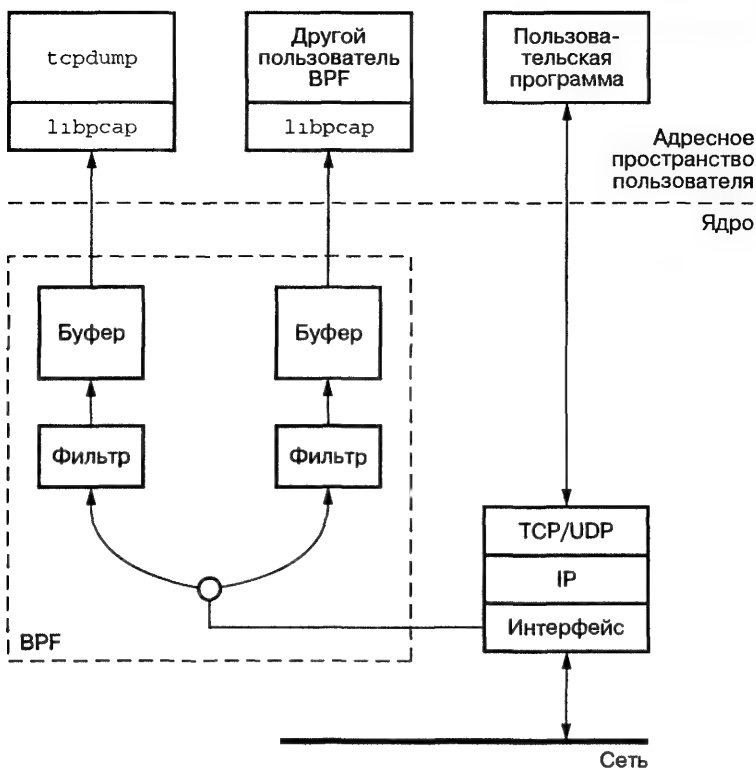 tcpdump
libpcap
Другой
пользователь
BPF
libpcap
Пользова-
тельская
программа
Адресное
пространство
пользователя
Ядро
Буфер
Буфер
Фильтр
Фильтр
TCP/UDP
IP
Интерфейс
BPF
Сеть